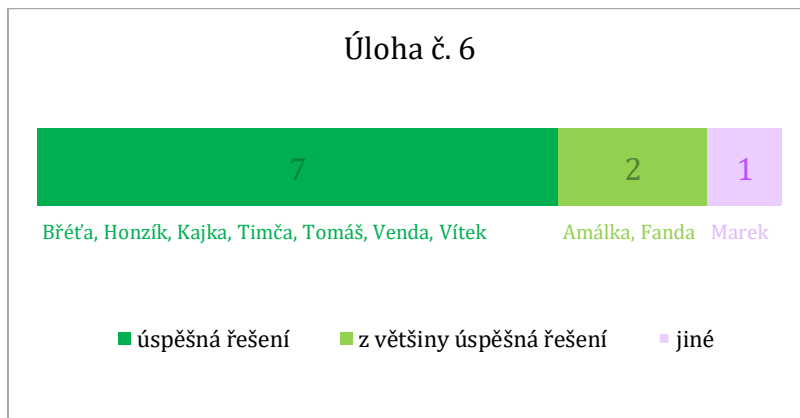 Úloha č. 6
7 2 1
Břéťa, Honzík, Kajka, Timča, Tomáš, Venda, Vítek Amálka, Fanda Marek
úspěšná řešení z většiny úspěšná řešení jiné